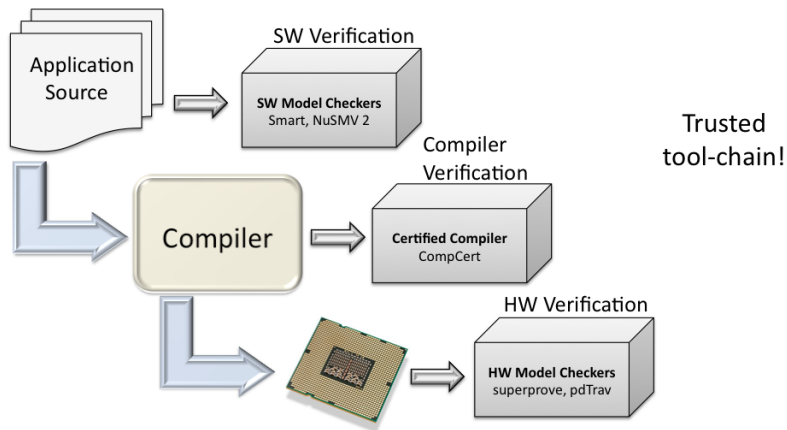 SW Verification
Application
Source
SW Model Checkers
Smart, NuSMV 2
Trusted
tool-chain!
Compiler
Verification
Compiler
Certified Compiler
CompCert
HW Verification
HW Model Checkers
superprove, pdTrav